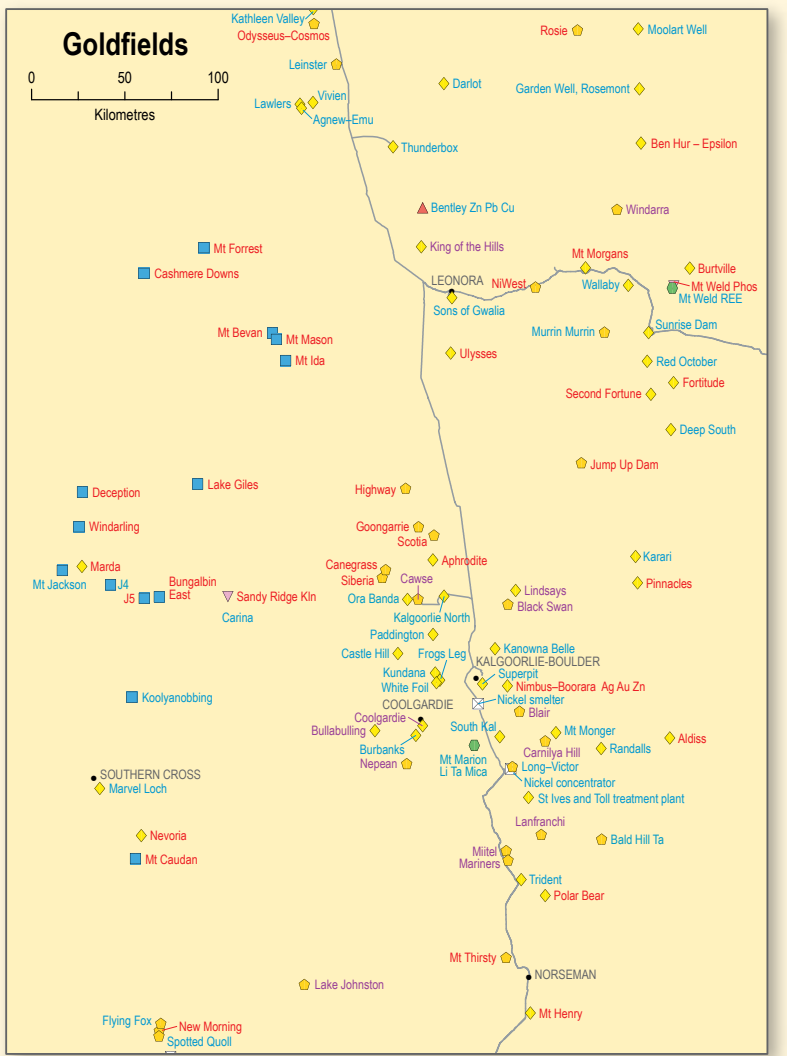 Kathleen Valley
Odysseus–Cosmos
Rosie
Moolart Well
Goldfields
Leinster
0 50 100
Kilometres
Darlot
Garden Well, Rosemont
Lawlers
Vivien
Agnew–Emu
Thunderbox
Ben Hur – Epsilon
Bentley Zn Pb Cu
Windarra
Mt Forrest
King of the Hills
Mt Morgans
Cashmere Downs
LEONORA
NiWest
Burtville
Wallaby
Mt Weld Phos
Mt Weld REE
Sons of Gwalia
Mt Bevan
Mt Mason
Murrin Murrin
Sunrise Dam
Mt Ida
Ulysses
Red October
Fortitude
Second Fortune
Deep South
Jump Up Dam
Lake Giles
Deception
Highway
Windarling
Goongarrie
Scotia
Marda
Mt Jackson
Canegrass
Siberia
Aphrodite
Karari
J4
J5
Bungalbin
East
Sandy Ridge Kln
Carina
Cawse
Ora Banda
Kalgoorlie North
Lindsays
Black Swan
Pinnacles
Paddington
Castle Hill
Frogs Leg
Kanowna Belle
KALGOORLIE-BOULDER
Kundana
White Foil
Superpit
Nimbus–Boorara Ag Au Zn
Koolyanobbing
COOLGARDIE
Nickel smelter
Coolgardie
Blair
Bullabulling
South Kal
Mt Monger
Burbanks
Carnilya Hill
Randalls
Aldiss
Nepean
Mt Marion
Li Ta Mica
Long–Victor
SOUTHERN CROSS
Marvel Loch
Nickel concentrator
St Ives and Toll treatment plant
Nevoria
Lanfranchi
Bald Hill Ta
Mt Caudan
Miitel
Mariners
Trident
Polar Bear
Mt Thirsty
NORSEMAN
Lake Johnston
Mt Henry
Flying Fox
New Morning
Spotted Quoll